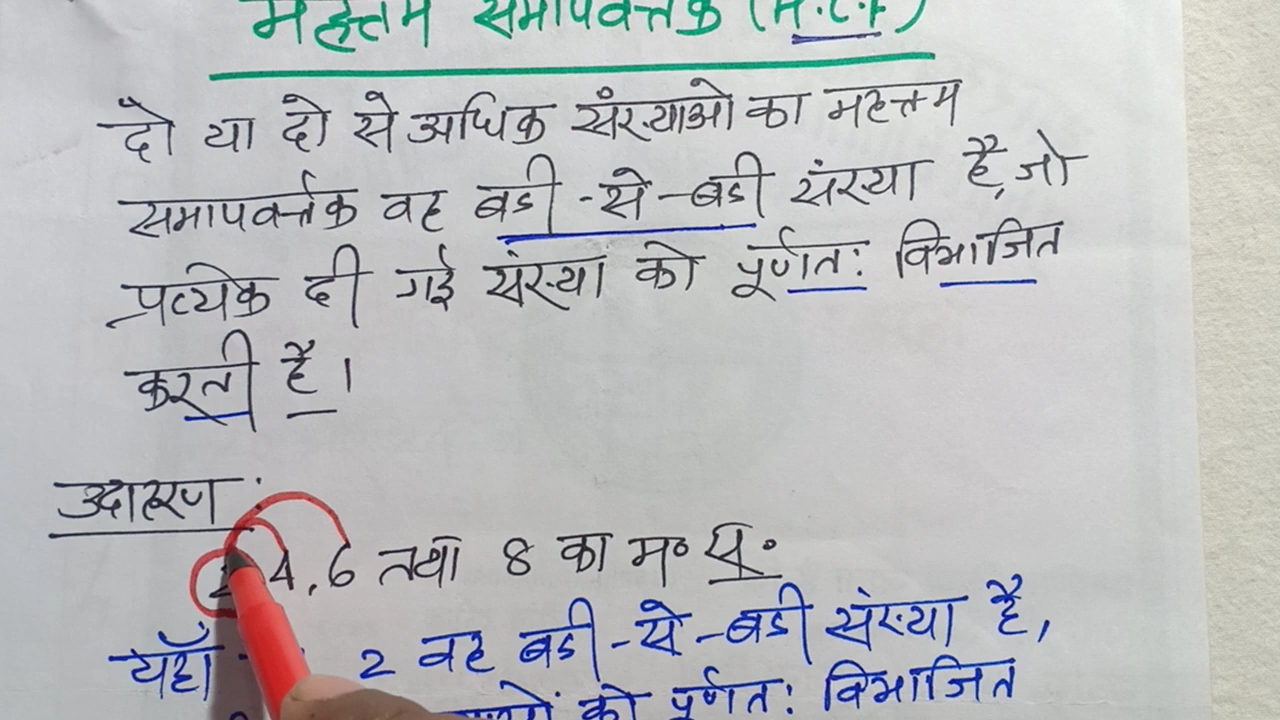 महत्तम समापवर्त्तक (H.C.F)
दो या दो से अधिक संख्याओ का महत्तम
समापवर्त्तक वह बडी-से-बडी संख्या है, जो
प्रत्येक दी गई संख्या को पूर्णत: विभाजित
करती है।
उदाहरण:
2 4, 6 तथा 8 का म० स०
यहाँ 2 वह बडी-से-बडी संख्या है,
को पूर्णत: विभाजित